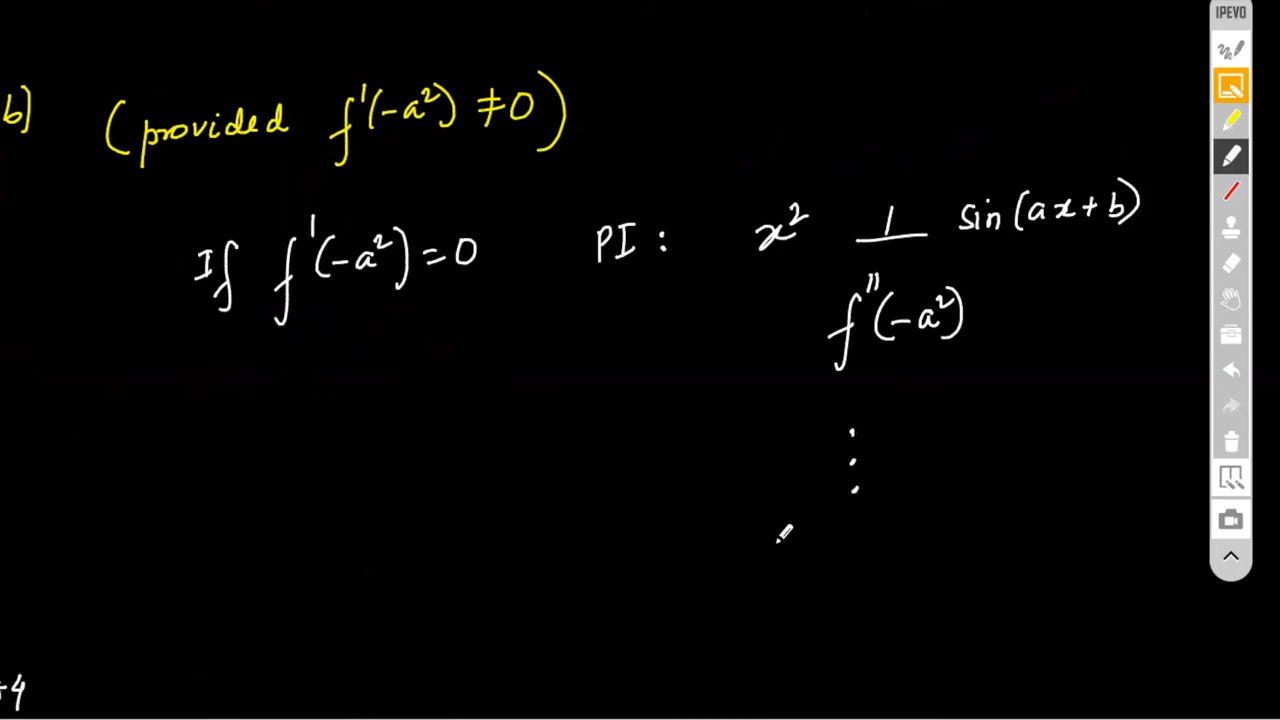 IPEVO
b] (provided f'(-a²) ≠ 0)
If f'(-a²) = 0 PI : x² 1/f''(-a²) sin(ax + b)
⋮
+4